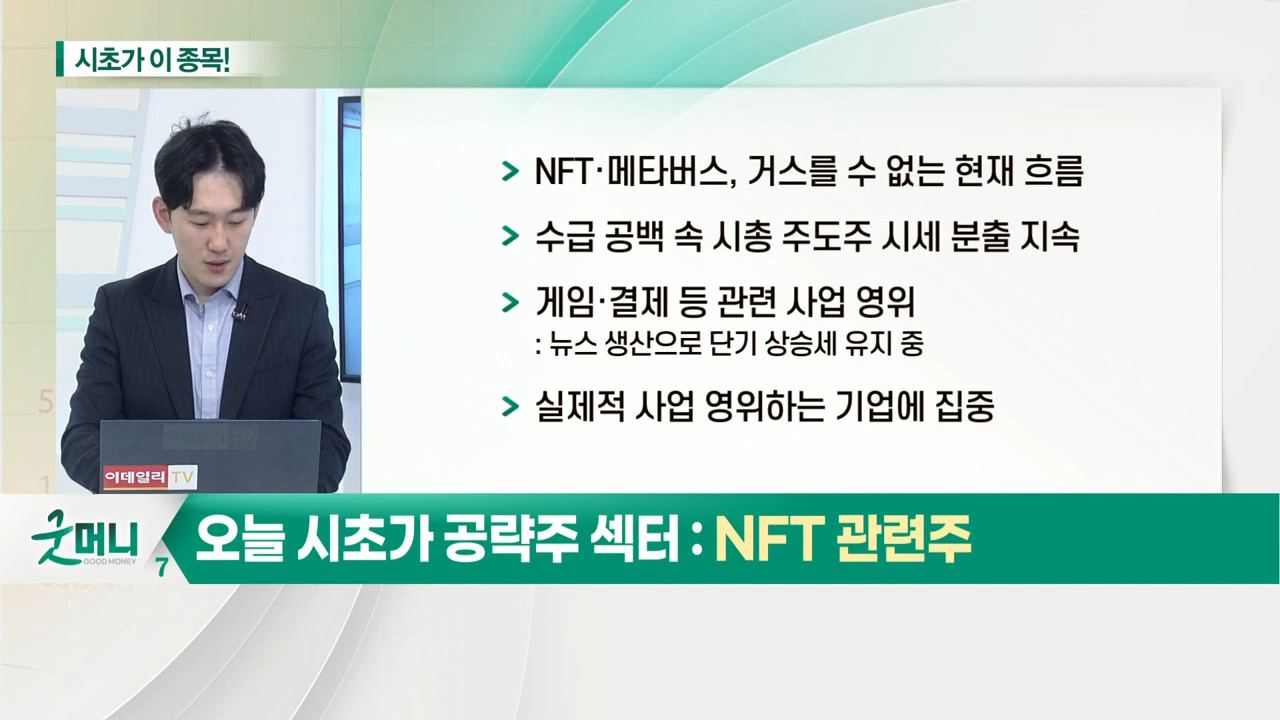 시초가 이 종목!
NFT·메타버스, 거스를 수 없는 현재 흐름
수급 공백 속 시총 주도주 시세 분출 지속
게임·결제 등 관련 사업 영위
: 뉴스 생산으로 단기 상승세 유지 중
실제적 사업 영위하는 기업에 집중
5
1
이데일리 TV
굿머니
GOOD MONEY
7
오늘 시초가 공략주 섹터 : NFT 관련주